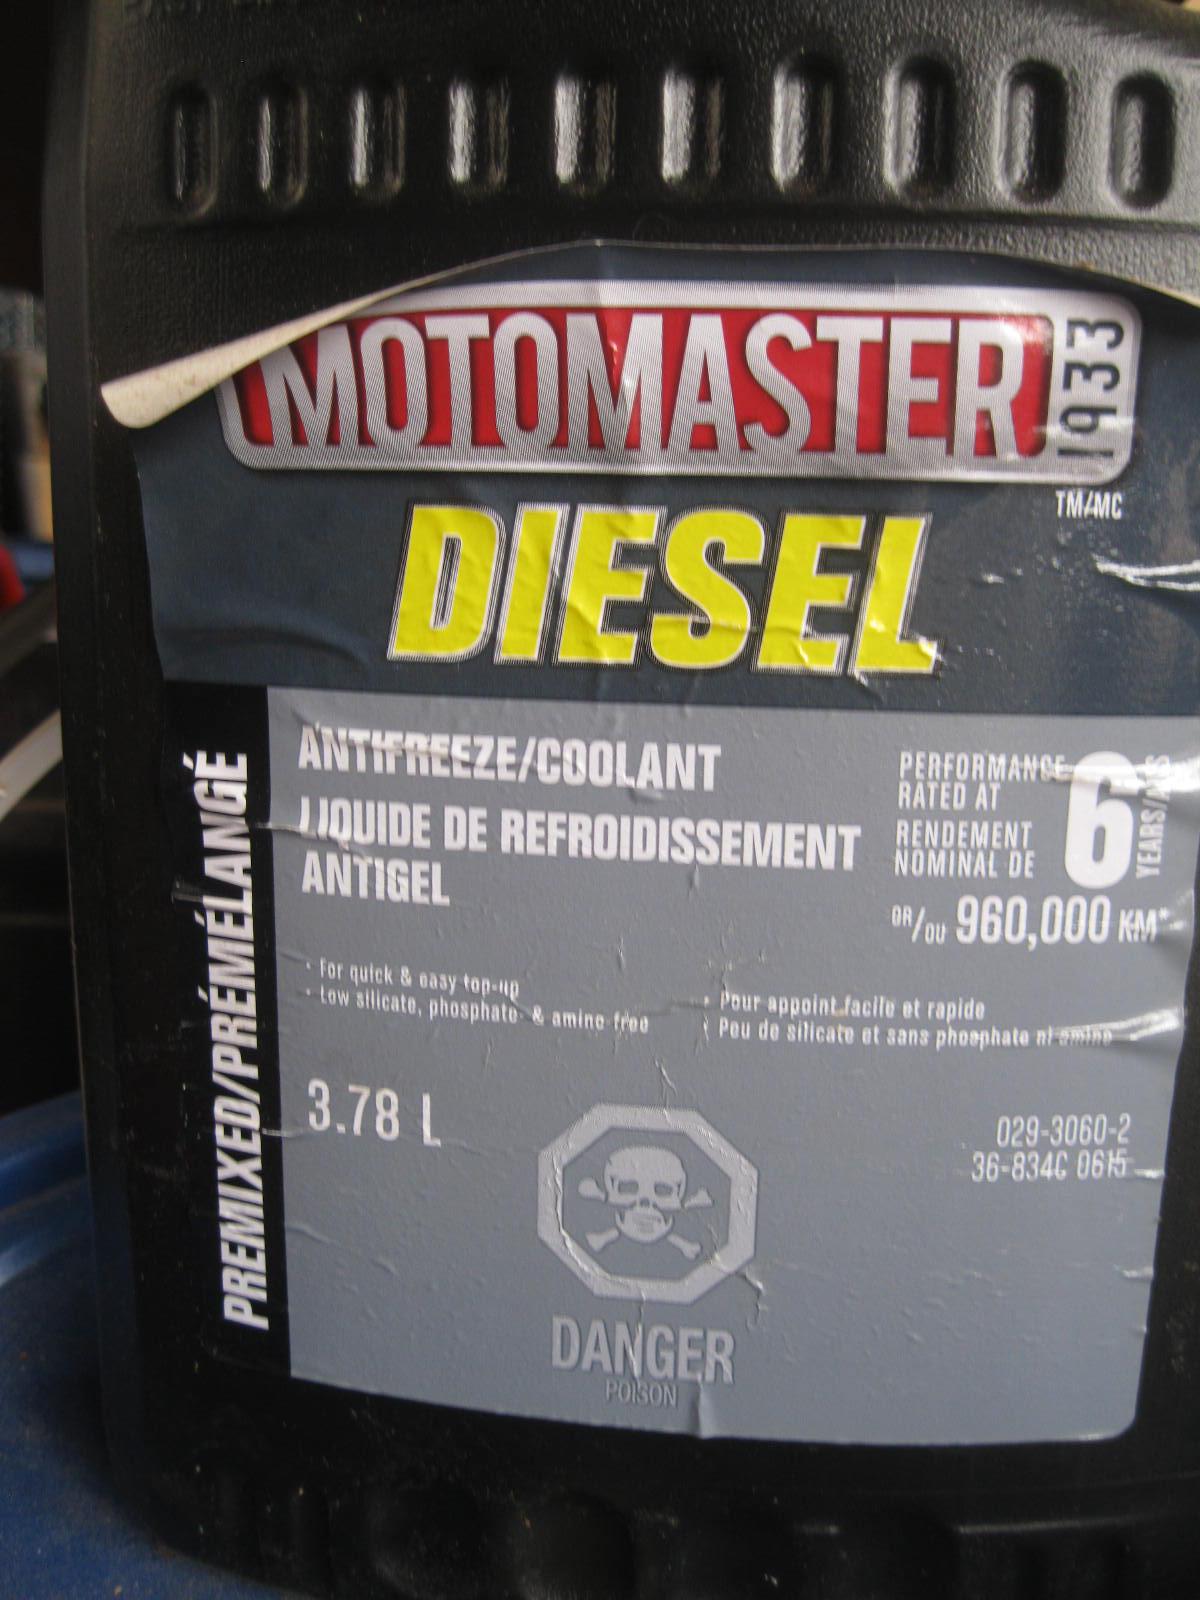 MOTOMASTER
1933
TM/MC
DIESEL
PREMIXED/PRÉMÉLANGÉ
ANTIFREEZE/COOLANT
LIQUIDE DE REFROIDISSEMENT
ANTIGEL
PERFORMANCE
RATED AT
RENDEMENT
NOMINAL DE
6
YEARS/ANS
OR/OU 960,000 KM*
· For quick & easy top-up
· Low silicate, phosphate & amine free
· Pour appoint facile et rapide
· Peu de silicate et sans phosphate ni amine
3.78 L
029-3060-2
36-834C 0615
DANGER
POISON